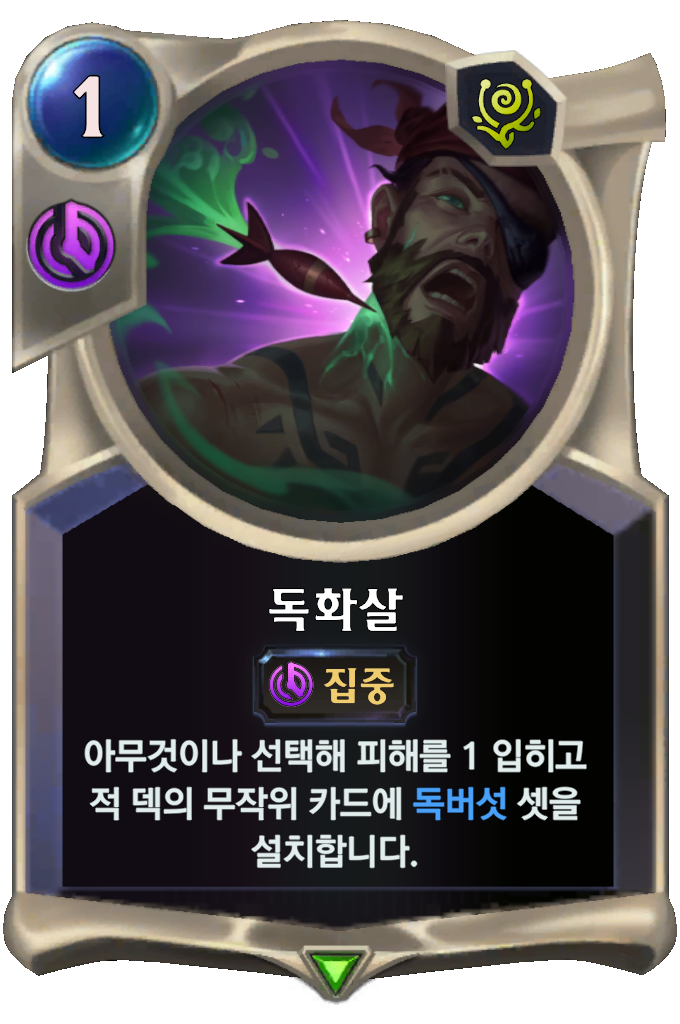 1
독화살
집중
아무것이나 선택해 피해를 1 입히고
적 덱의 무작위 카드에 독버섯 셋을
설치합니다.